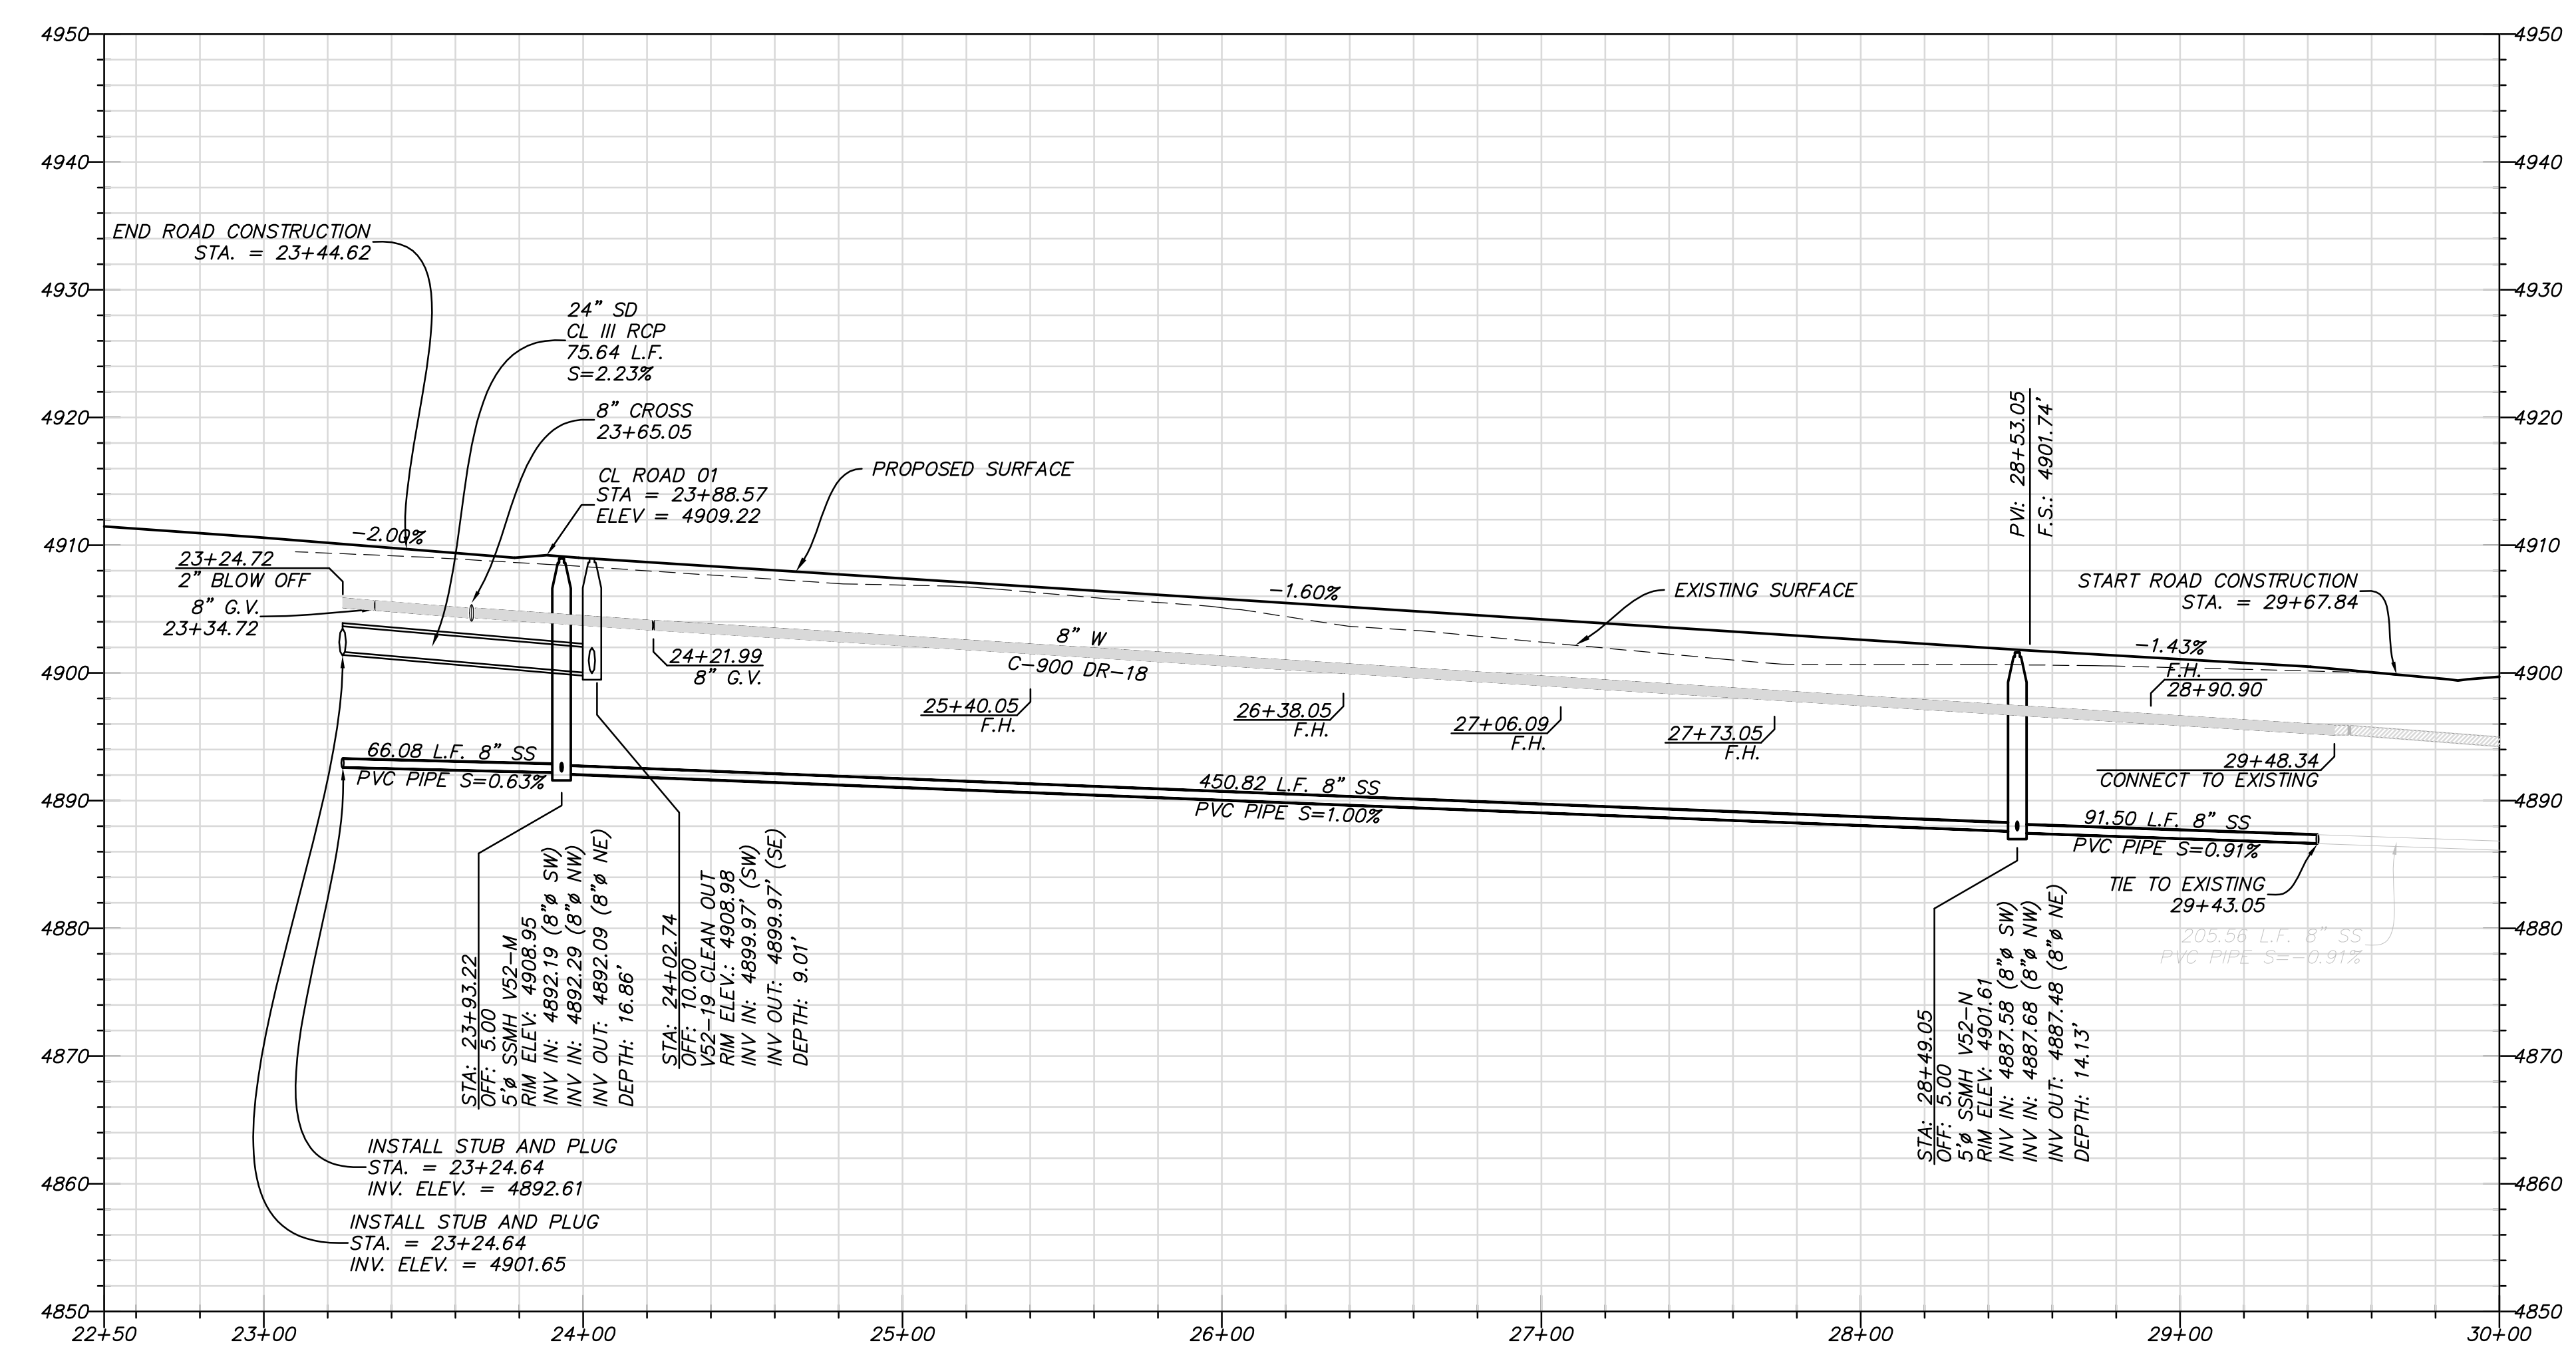 4950
4950
4940
4940
END ROAD CONSTRUCTION
STA. = 23+44.62
4930
4930
24" SD
CL III RCP
75.64 L.F.
S=2.23%
8" CROSS
23+65.05
4920
4920
PVI: 28+53.05
F.S.: 4901.74'
CL ROAD 01
STA = 23+88.57
ELEV = 4909.22
PROPOSED SURFACE
-2.00%
4910
4910
23+24.72
2" BLOW OFF
8" G.V.
23+34.72
-1.60%
EXISTING SURFACE
START ROAD CONSTRUCTION
STA. = 29+67.84
8" W
C-900 DR-18
-1.43%
F.H.
28+90.90
4900
4900
24+21.99
8" G.V.
25+40.05
F.H.
26+38.05
F.H.
27+06.09
F.H.
27+73.05
F.H.
29+48.34
CONNECT TO EXISTING
66.08 L.F. 8" SS
PVC PIPE S=0.63%
450.82 L.F. 8" SS
PVC PIPE S=1.00%
91.50 L.F. 8" SS
PVC PIPE S=0.91%
4890
4890
TIE TO EXISTING
29+43.05
205.56 L.F. 8" SS
PVC PIPE S=-0.91%
4880
4880
STA: 23+93.22
OFF: 5.00
5'ø SSMH V52-M
RIM ELEV: 4908.95
INV IN: 4892.19 (8"ø SW)
INV IN: 4892.29 (8"ø NW)
INV OUT: 4892.09 (8"ø NE)
DEPTH: 16.86'
STA: 24+02.74
OFF: 10.00
V52-19 CLEAN OUT
RIM ELEV.: 4908.98
INV IN: 4899.97' (SW)
INV OUT: 4899.97' (SE)
DEPTH: 9.01'
STA: 28+49.05
OFF: 5.00
5'ø SSMH V52-N
RIM ELEV: 4901.61
INV IN: 4887.58 (8"ø SW)
INV IN: 4887.68 (8"ø NW)
INV OUT: 4887.48 (8"ø NE)
DEPTH: 14.13'
4870
4870
INSTALL STUB AND PLUG
STA. = 23+24.64
INV. ELEV. = 4892.61
4860
4860
INSTALL STUB AND PLUG
STA. = 23+24.64
INV. ELEV. = 4901.65
4850
4850
22+50
23+00
24+00
25+00
26+00
27+00
28+00
29+00
30+00